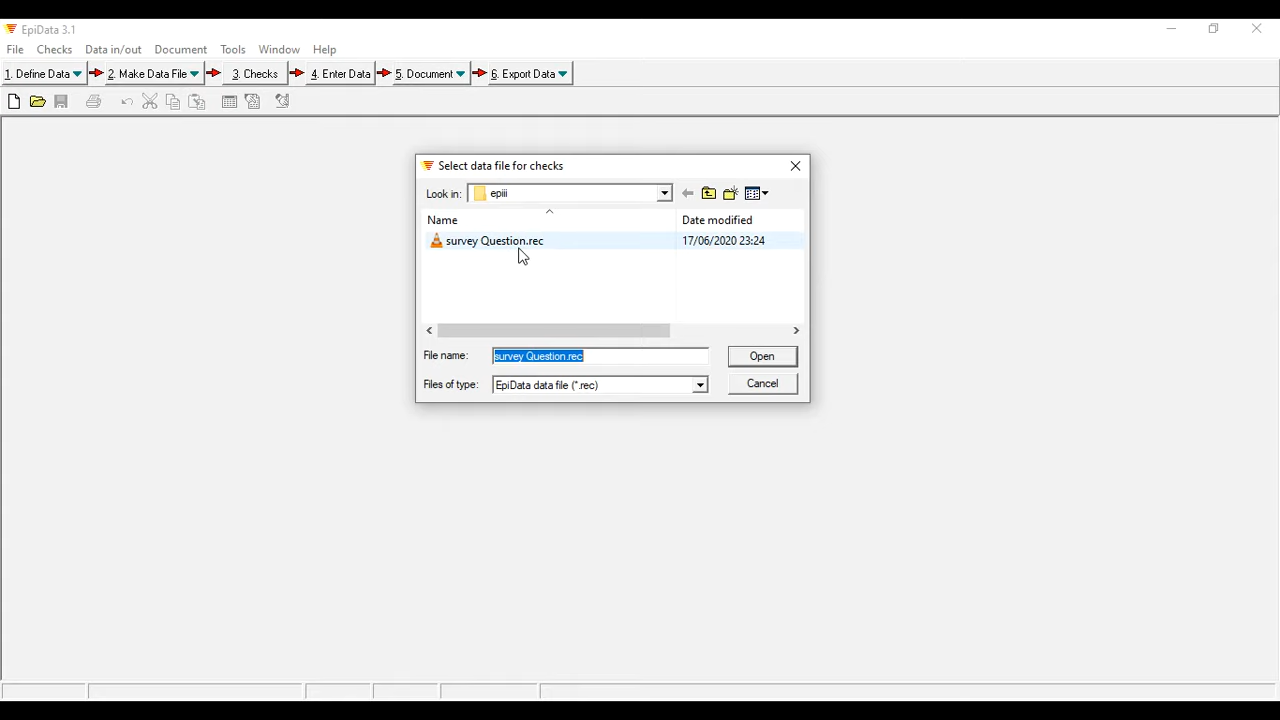 EpiData 3.1
File Checks Data in/out Document Tools Window Help
1. Define Data 2. Make Data File 3. Checks 4. Enter Data 5. Document 6. Export Data
Select data file for checks
Look in: epiii
Name Date modified
survey Question.rec 17/06/2020 23:24
File name: survey Question.rec Open
Files of type: EpiData data file (*.rec) Cancel